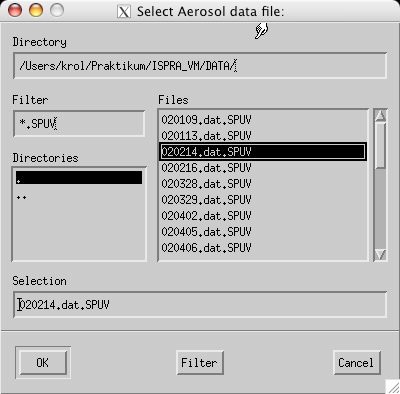 Select Aerosol data file:
Directory
/Users/krol/Praktikum/ISPRA_VM/DATA/
Filter
*.SPUV
Directories
.
..
Files
020109.dat.SPUV
020113.dat.SPUV
020214.dat.SPUV
020216.dat.SPUV
020328.dat.SPUV
020329.dat.SPUV
020402.dat.SPUV
020405.dat.SPUV
020406.dat.SPUV
Selection
020214.dat.SPUV
OK
Filter
Cancel